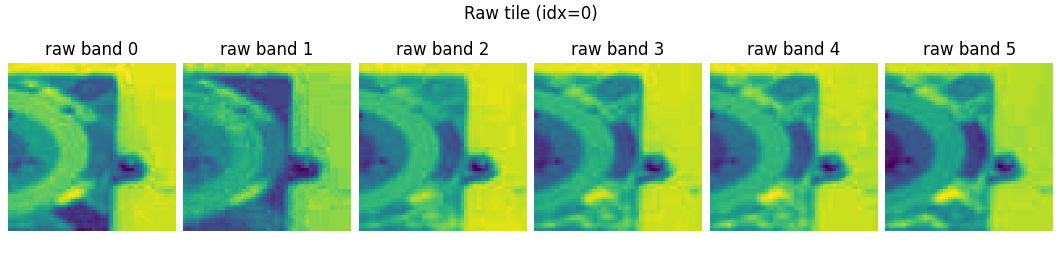 Raw tile (idx=0)
raw band 0
raw band 1
raw band 2
raw band 3
raw band 4
raw band 5